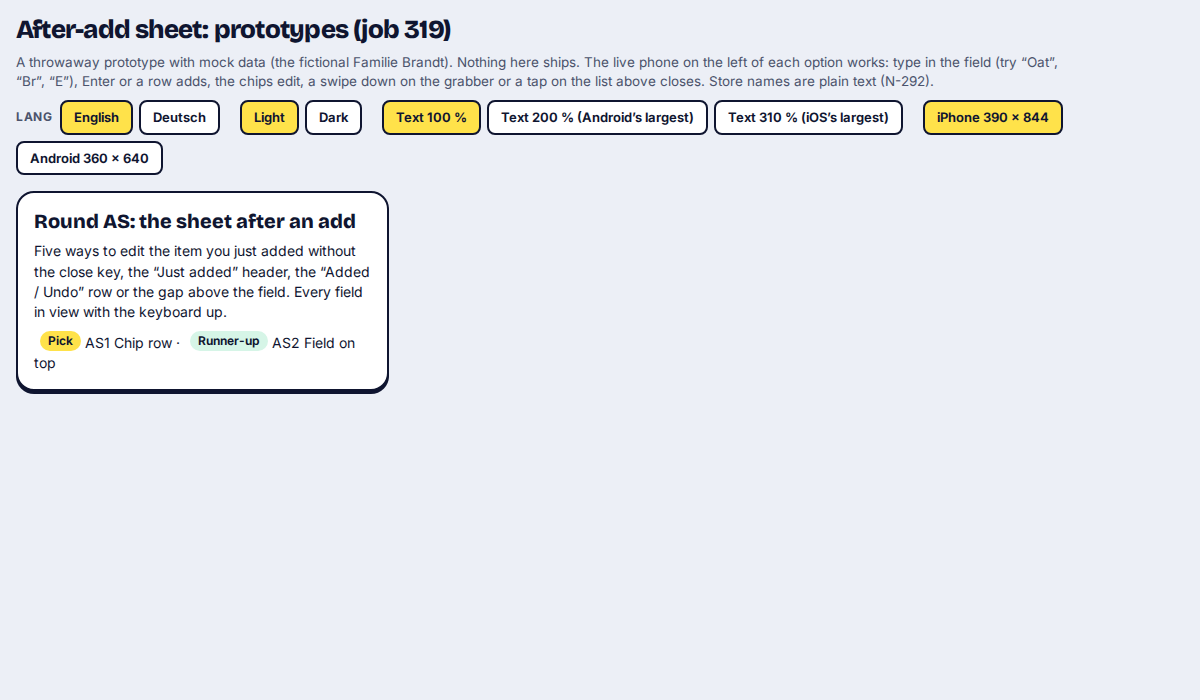 After-add sheet: prototypes (job 319)
A throwaway prototype with mock data (the fictional Familie Brandt). Nothing here ships. The live phone on the left of each option works: type in the field (try “Oat”,
“Br”, “E”), Enter or a row adds, the chips edit, a swipe down on the grabber or a tap on the list above closes. Store names are plain text (N-292).
LANG English Deutsch Light Dark Text 100 % Text 200 % (Android’s largest) Text 310 % (iOS’s largest) iPhone 390 × 844
Android 360 × 640
Round AS: the sheet after an add
Five ways to edit the item you just added without
the close key, the “Just added” header, the “Added
/ Undo” row or the gap above the field. Every field
in view with the keyboard up.
Pick AS1 Chip row · Runner-up AS2 Field on
top